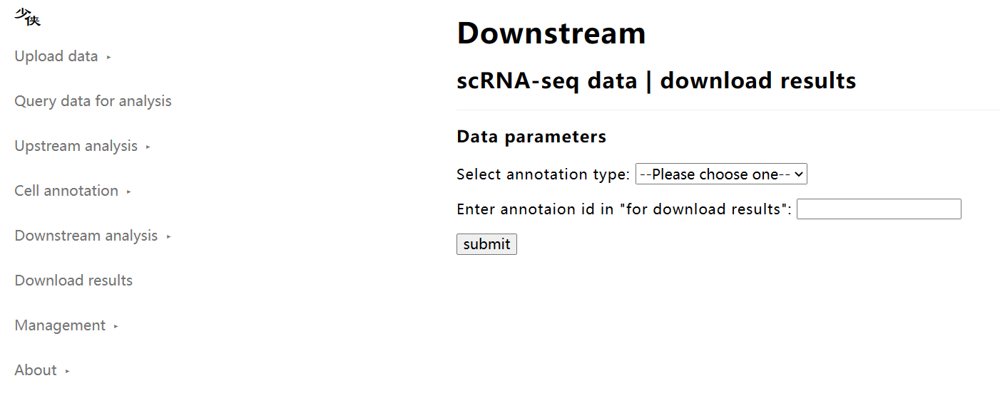 少侠
Upload data ▸
Query data for analysis
Upstream analysis ▸
Cell annotation ▸
Downstream analysis ▸
Download results
Management ▸
About ▸
Downstream
scRNA-seq data | download results
Data parameters
Select annotation type: --Please choose one--
Enter annotaion id in "for download results":
submit